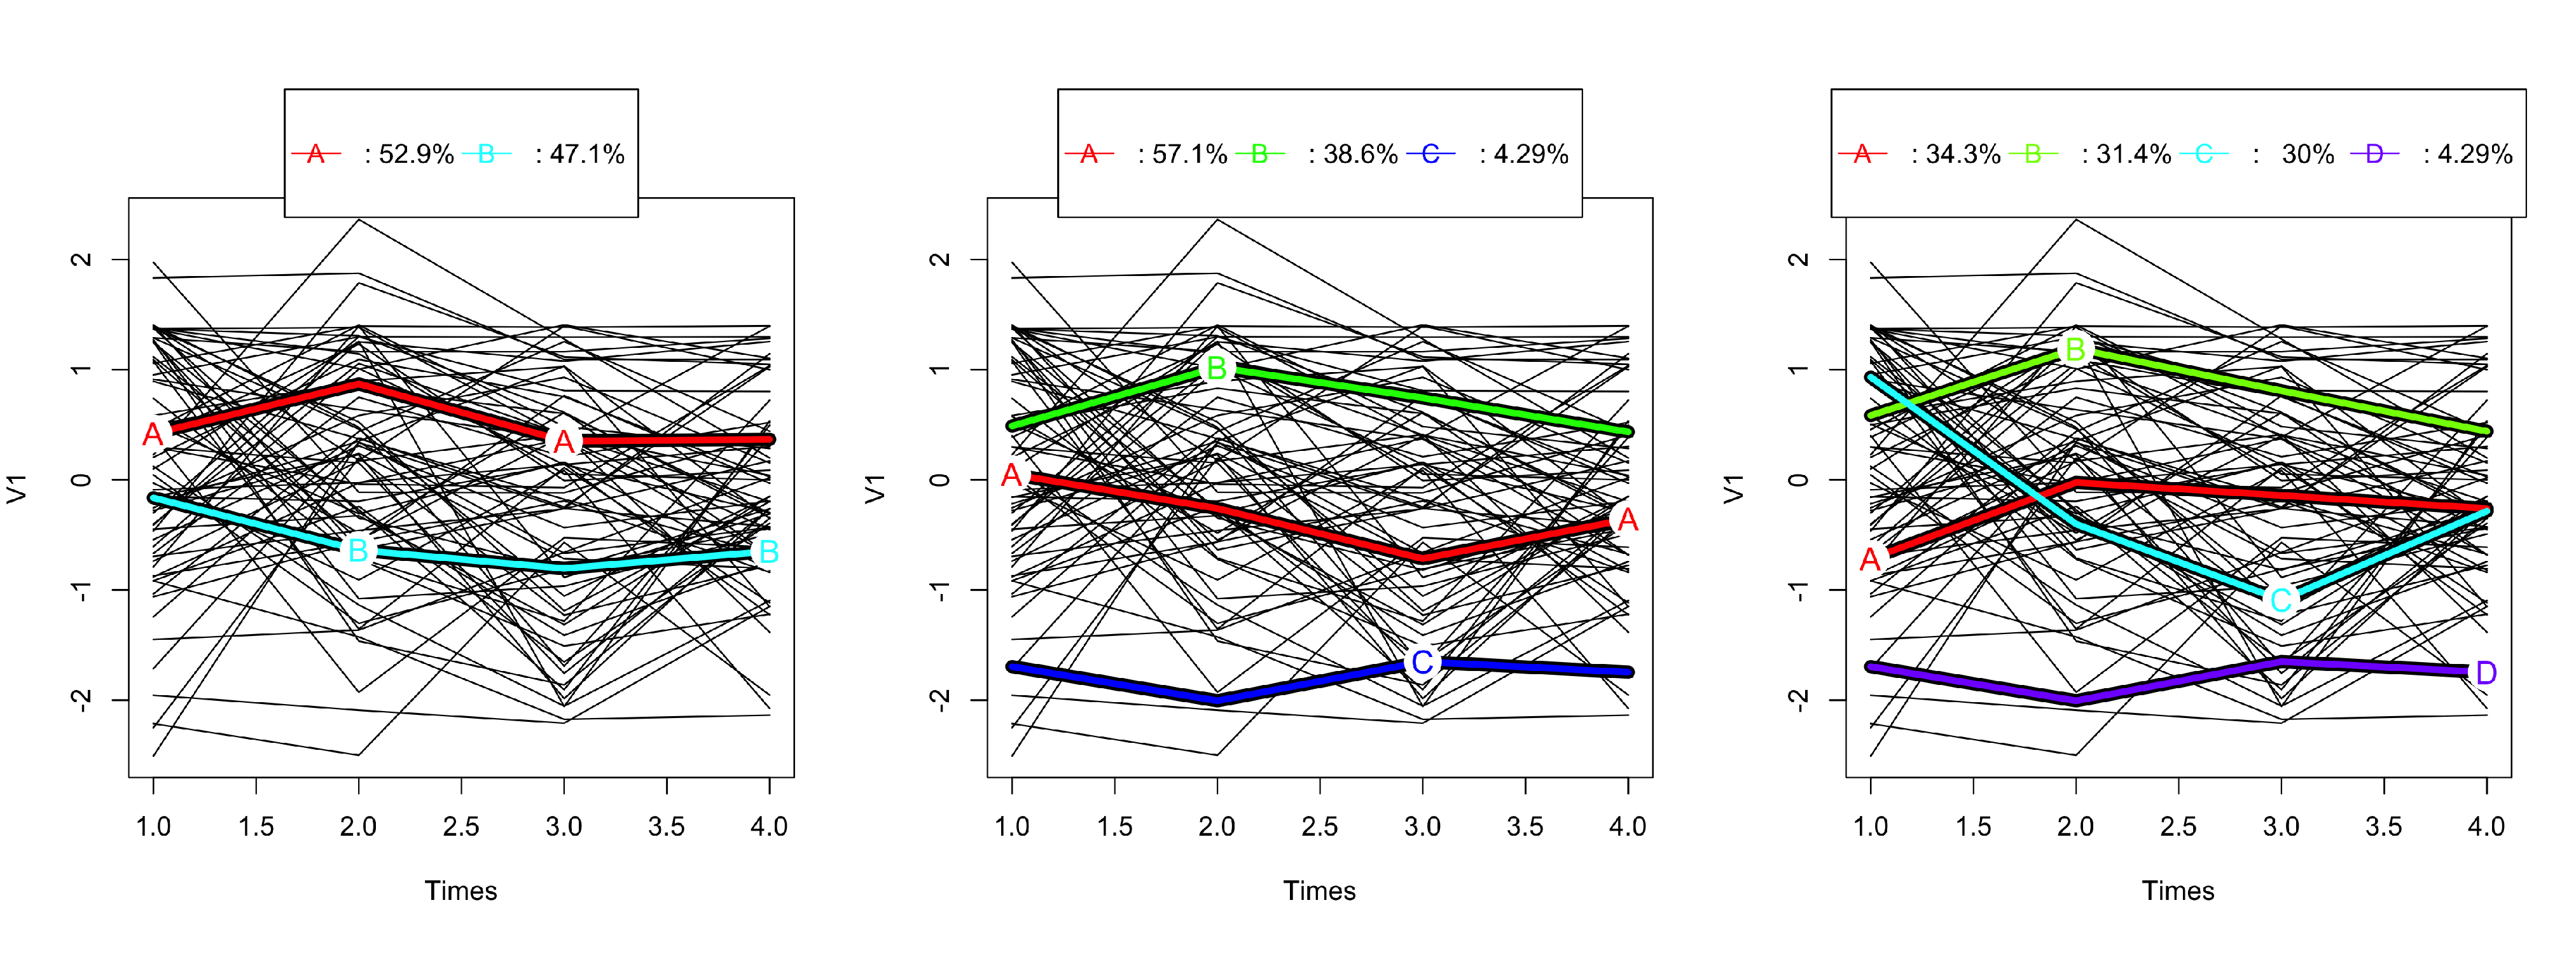 A : 52.9% B : 47.1%
2
1
0
-1
-2
V1
A
A
B
B
1.0 1.5 2.0 2.5 3.0 3.5 4.0
Times
A : 57.1% B : 38.6% C : 4.29%
2
1
0
-1
-2
V1
B
A
A
C
1.0 1.5 2.0 2.5 3.0 3.5 4.0
Times
A : 34.3% B : 31.4% C : 30% D : 4.29%
2
1
0
-1
-2
V1
B
A
C
D
1.0 1.5 2.0 2.5 3.0 3.5 4.0
Times